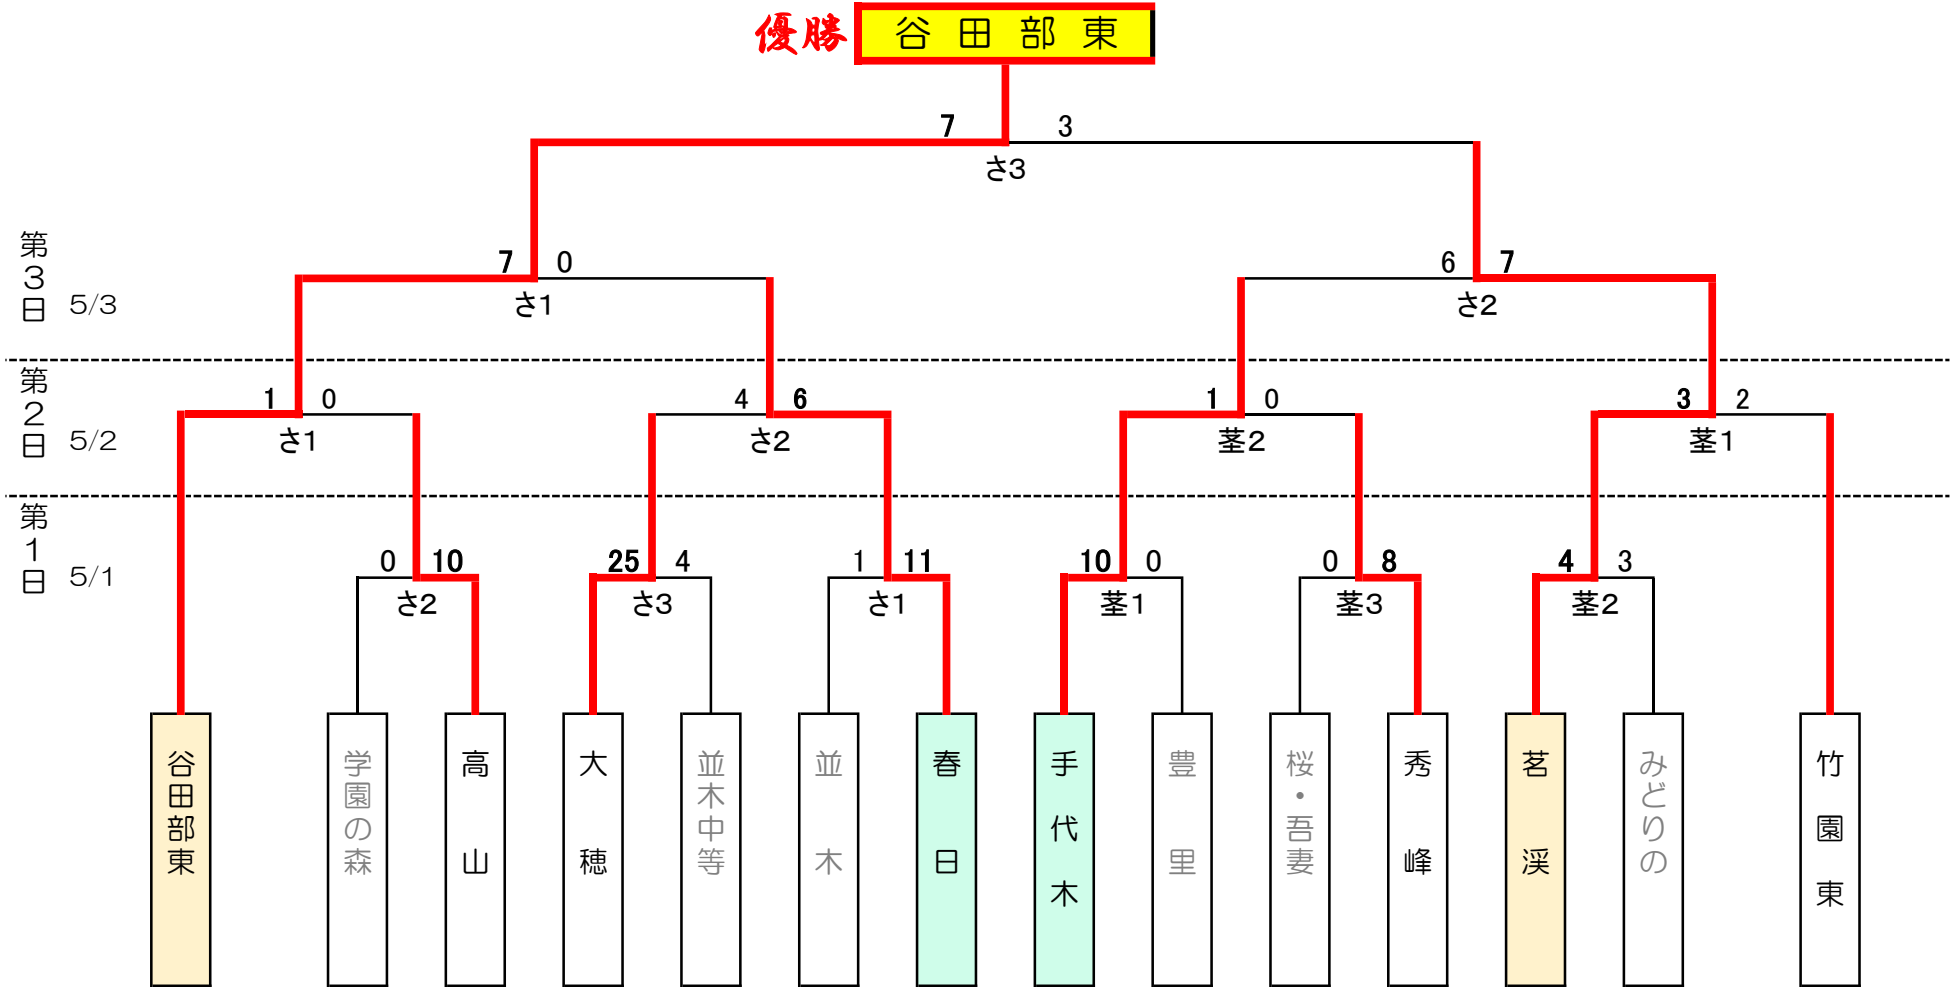 優勝 谷田部東
7 3
さ3
第3日 5/3
7 0
さ1
6 7
さ2
第2日 5/2
1 0
さ1
4 6
さ2
1 0
茎2
3 2
茎1
第1日 5/1
0 10
さ2
25 4
さ3
1 11
さ1
10 0
茎1
0 8
茎3
4 3
茎2
谷田部東
学園の森
高山
大穂
並木中等
並木
春日
手代木
豊里
桜・吾妻
秀峰
茗渓
みどりの
竹園東